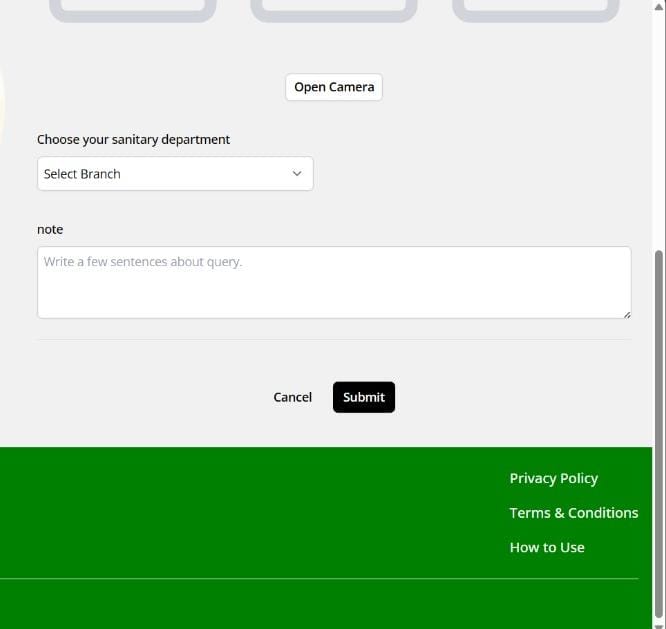 Open Camera
Choose your sanitary department
Select Branch
note
Write a few sentences about query.
Cancel
Submit
Privacy Policy
Terms & Conditions
How to Use